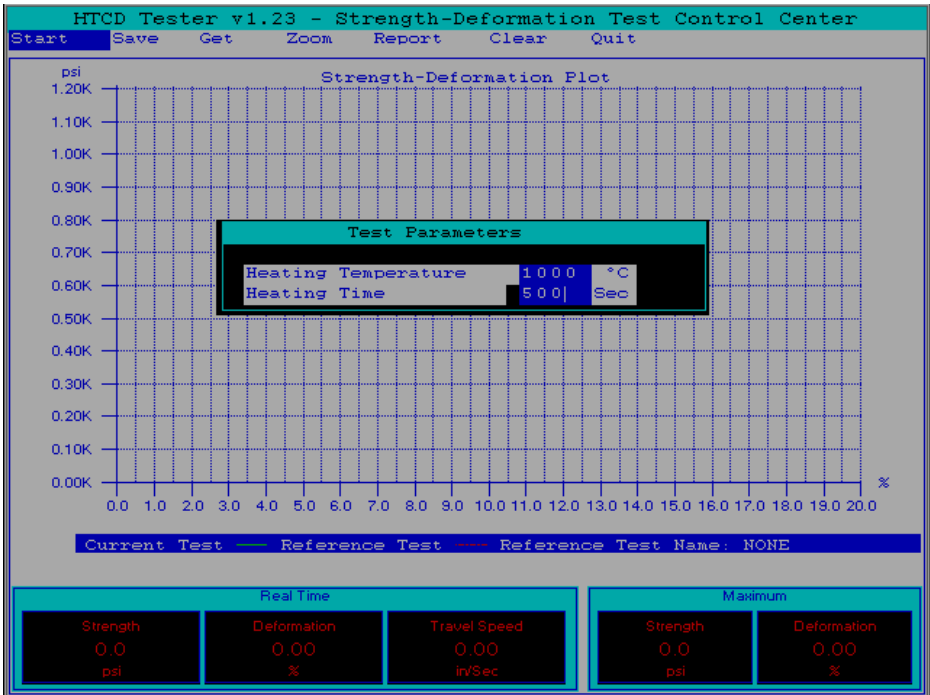 HTCD Tester v1.23 - Strength-Deformation Test Control Center
Start Save Get Zoom Report Clear Quit
psi
Strength-Deformation Plot
1.20K
1.10K
1.00K
0.90K
0.80K
Test Parameters
0.70K
Heating Temperature 1000 °C
0.60K
Heating Time 500 Sec
0.50K
0.40K
0.30K
0.20K
0.10K
0.00K
%
0.0 1.0 2.0 3.0 4.0 5.0 6.0 7.0 8.0 9.0 10.0 11.0 12.0 13.0 14.0 15.0 16.0 17.0 18.0 19.0 20.0
Current Test Reference Test Reference Test Name: NONE
Real Time Maximum
Strength Deformation Travel Speed Strength Deformation
0.0 0.00 0.00 0.0 0.00
psi % in/Sec psi %